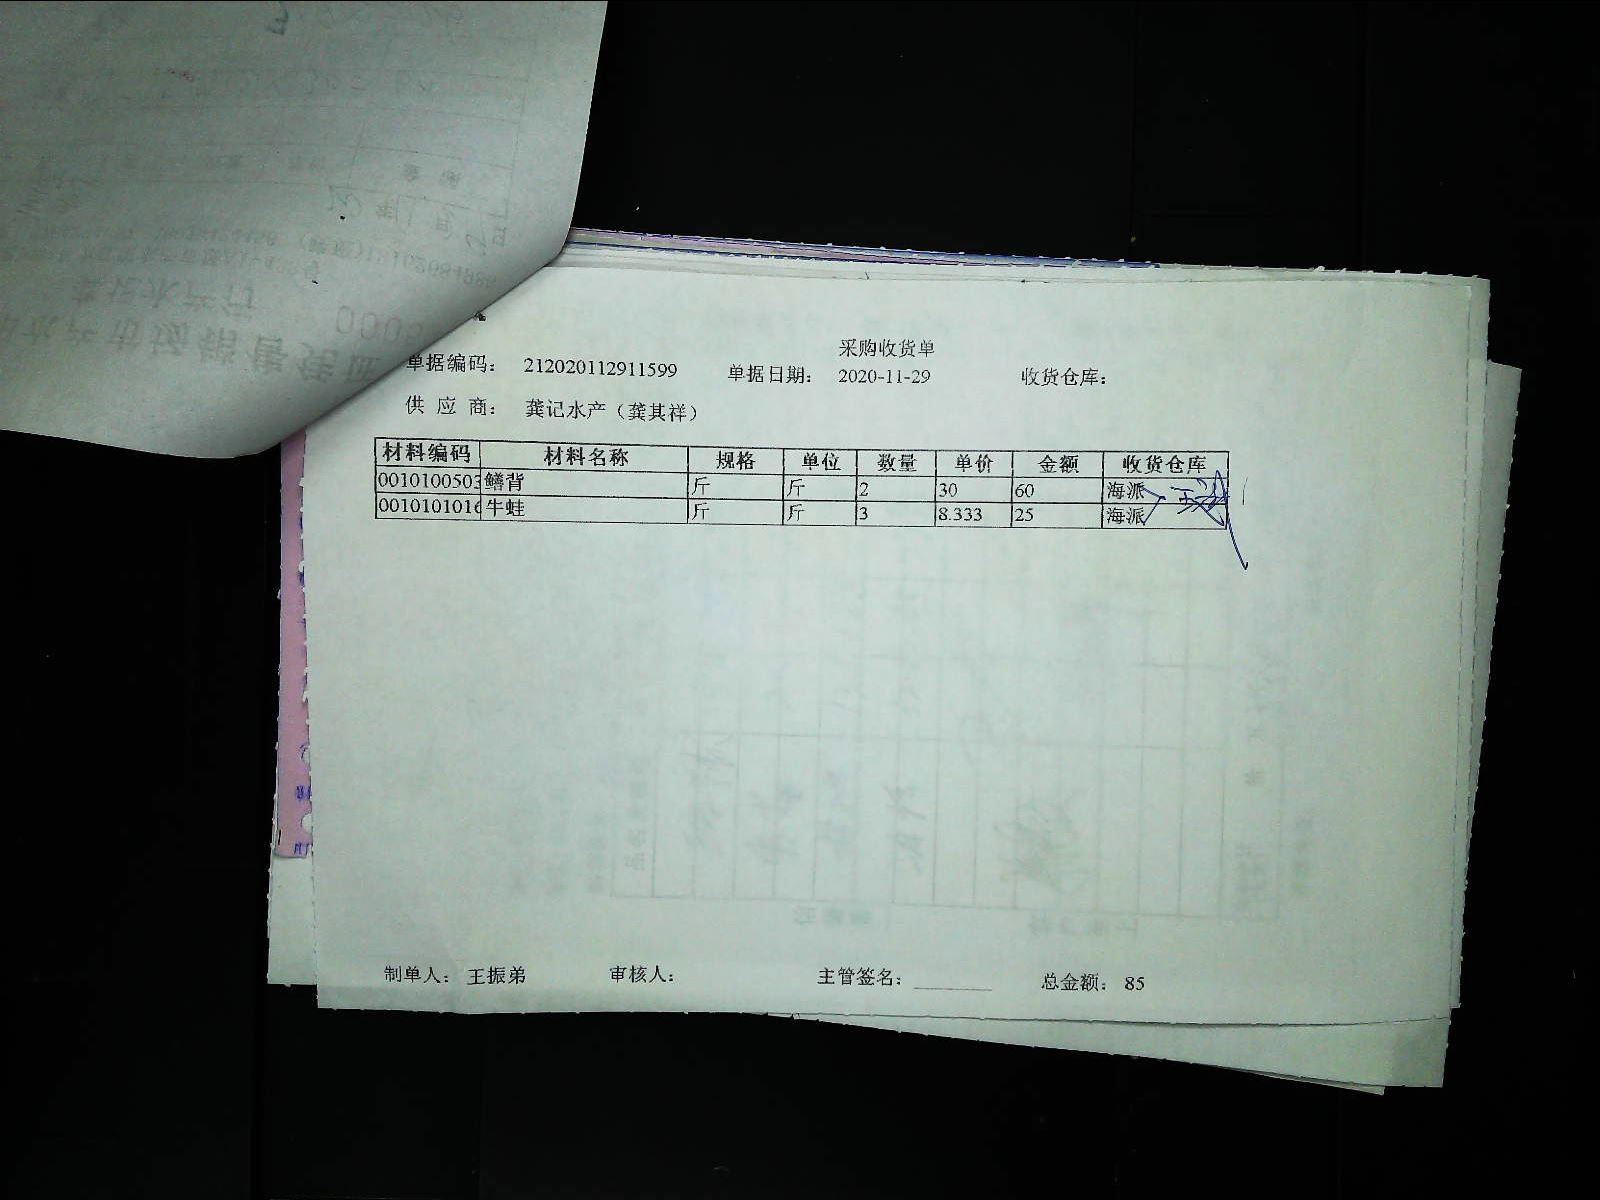 采购收货单
单据编码： 212020112911599 单据日期： 2020-11-29 收货仓库：
供 应 商： 龚记水产（龚其祥）
材料编码 材料名称 规格 单位 数量 单价 金额 收货仓库
0010100503 鳝背 斤 斤 2 30 60 海派
0010101016 牛蛙 斤 斤 3 8.333 25 海派
制单人： 王振弟 审核人： 主管签名： 总金额： 85